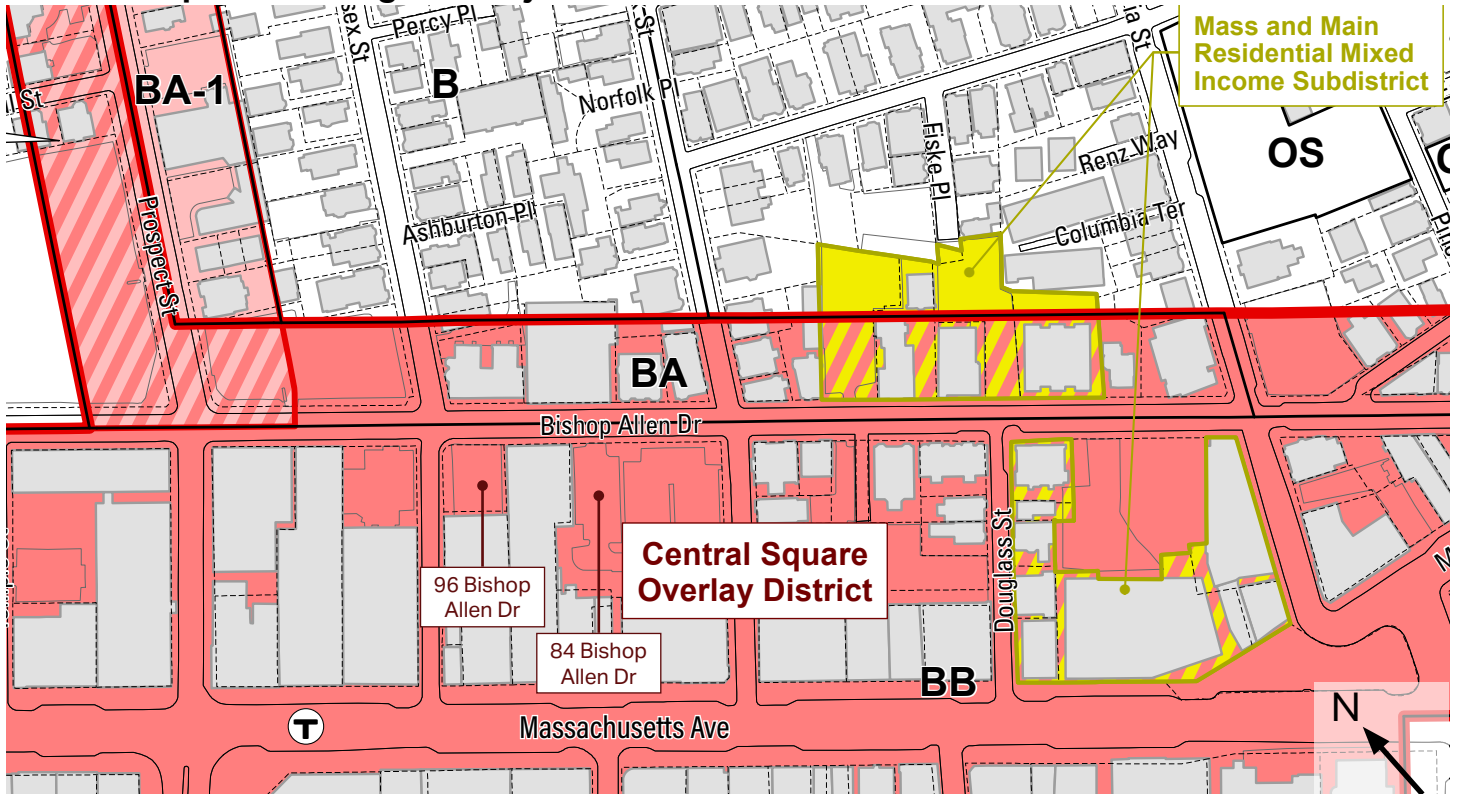 Percy Pl
BA-1
B
Norfolk Pl
Mass and Main
Residential Mixed
Income Subdistrict
Fiske Pl
Renz Way
OS
Prospect St
Ashburton Pl
Columbia Ter
BA
Bishop Allen Dr
Central Square
Overlay District
96 Bishop
Allen Dr
84 Bishop
Allen Dr
Douglass St
BB
N
T
Massachusetts Ave